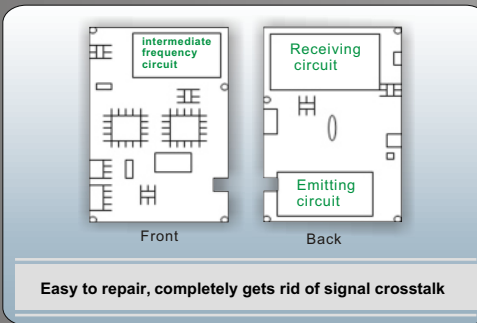 intermediate
frequency
circuit
Receiving
circuit
Emitting
circuit
Front
Back
Easy to repair, completely gets rid of signal crosstalk